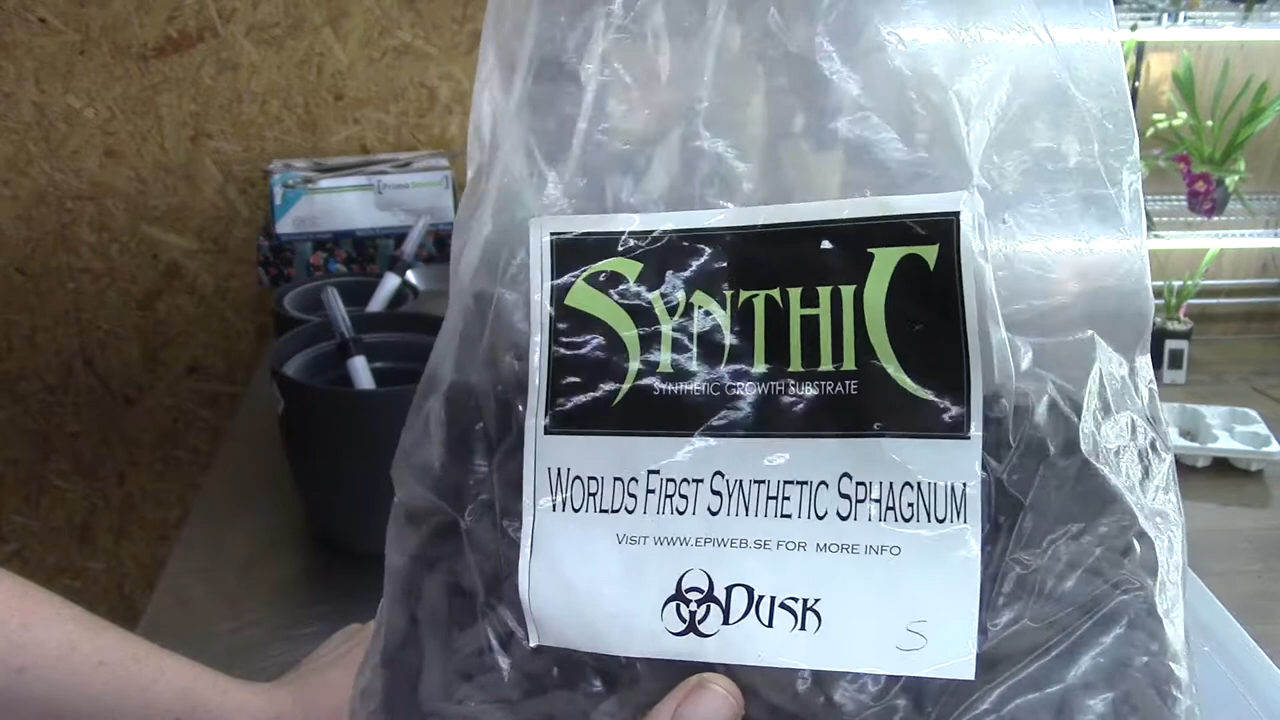 SYNTHIC
SYNTHETIC GROWTH SUBSTRATE
WORLDS FIRST SYNTHETIC SPHAGNUM
VISIT WWW.EPIWEB.SE FOR MORE INFO
DUSK
S